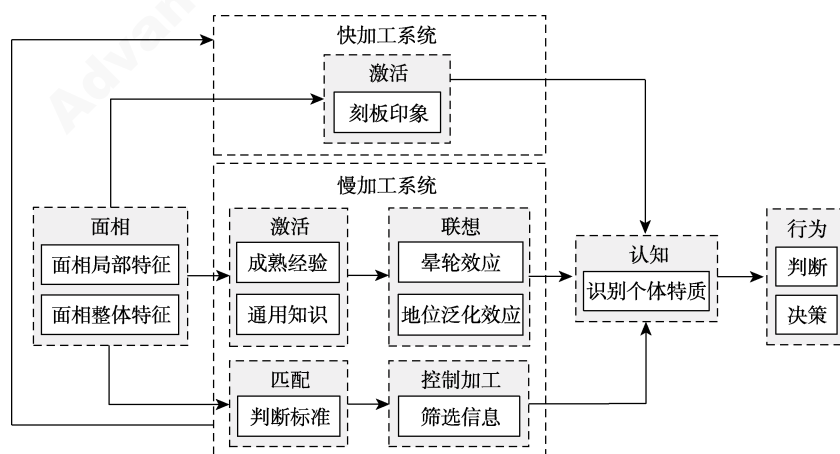 Advan
快加工系统
激活
刻板印象
慢加工系统
面相
面相局部特征
面相整体特征
激活
成熟经验
通用知识
联想
晕轮效应
地位泛化效应
匹配
判断标准
控制加工
筛选信息
认知
识别个体特质
行为
判断
决策